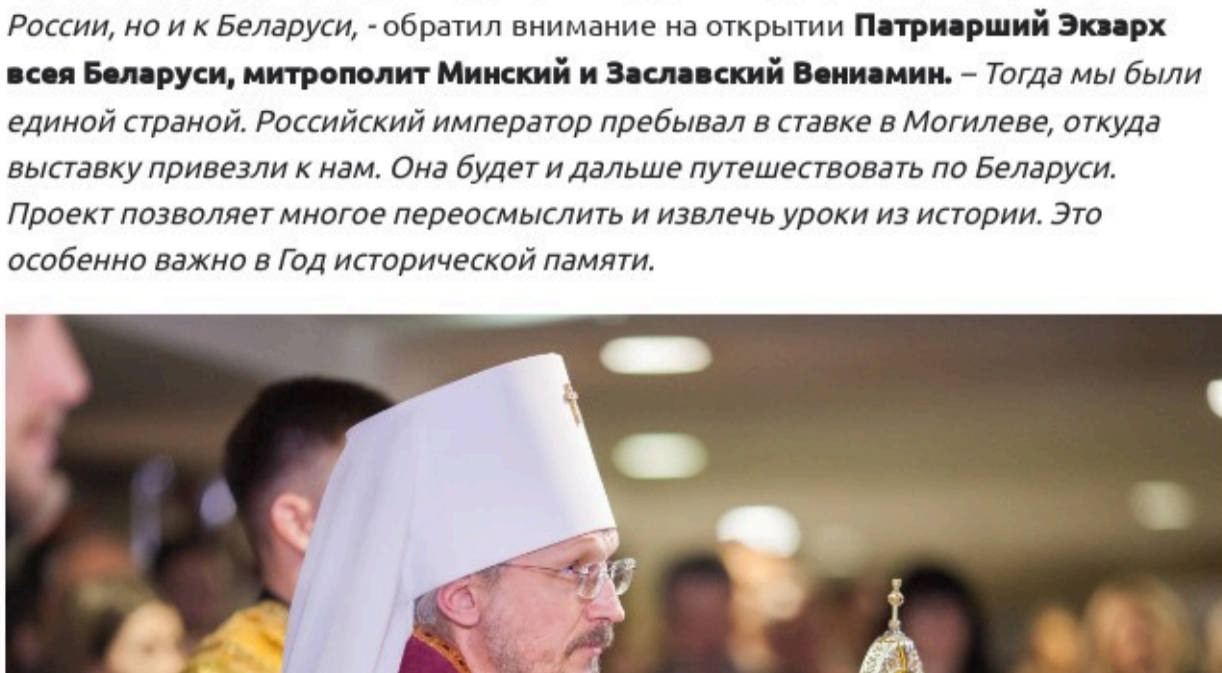 России, но и к Беларуси, - обратил внимание на открытии Патриарший Экзарх
всея Беларуси, митрополит Минский и Заславский Вениамин. – Тогда мы были
единой страной. Российский император пребывал в ставке в Могилеве, откуда
выставку привезли к нам. Она будет и дальше путешествовать по Беларуси.
Проект позволяет многое переосмыслить и извлечь уроки из истории. Это
особенно важно в Год исторической памяти.